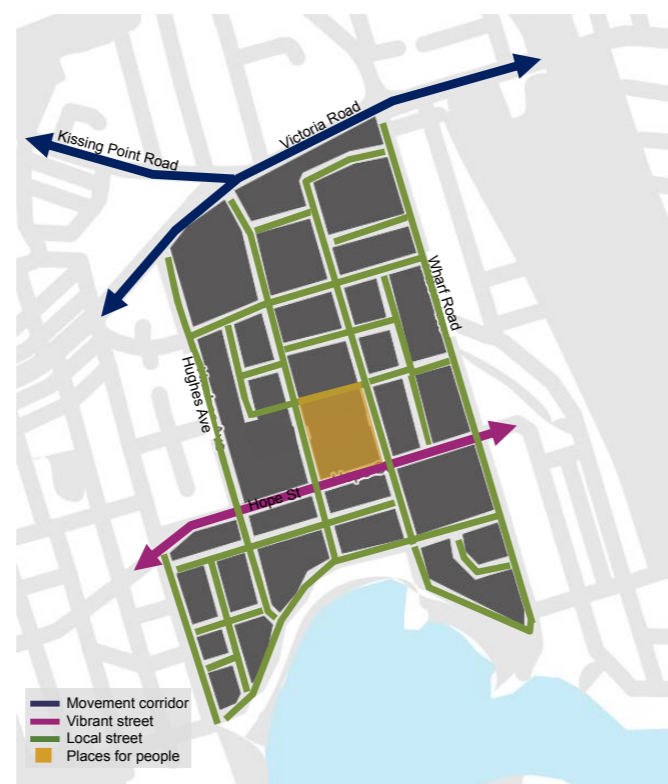 Kissing Point Road
Victoria Road
Wharf Road
Hughes Ave
Hope St
Movement corridor
Vibrant street
Local street
Places for people